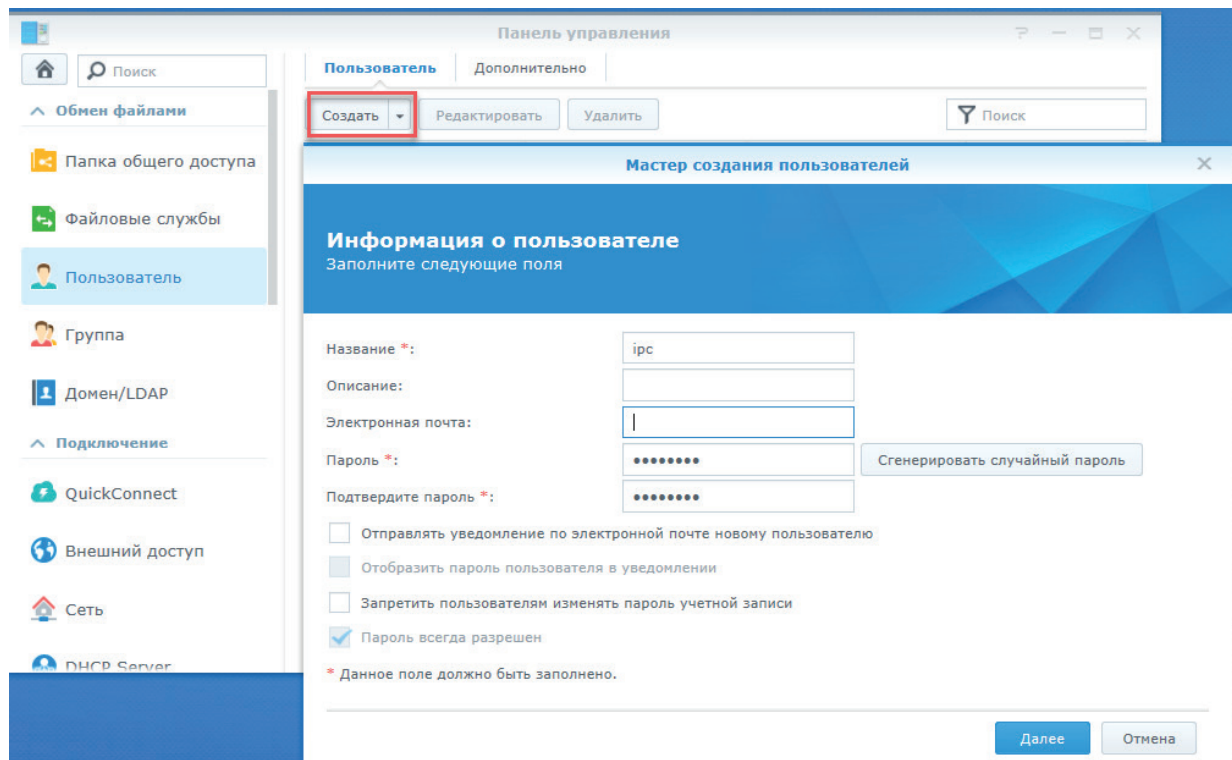 Панель управления
Поиск
Пользователь Дополнительно
Обмен файлами
Создать Редактировать Удалить Поиск
Папка общего доступа
Файловые службы
Пользователь
Группа
Домен/LDAP
Подключение
QuickConnect
Внешний доступ
Сеть
DHCP Server
Мастер создания пользователей
Информация о пользователе
Заполните следующие поля
Название *: ipc
Описание:
Электронная почта:
Пароль *: •••••••• Сгенерировать случайный пароль
Подтвердите пароль *: ••••••••
Отправлять уведомление по электронной почте новому пользователю
Отобразить пароль пользователя в уведомлении
Запретить пользователям изменять пароль учетной записи
Пароль всегда разрешен
* Данное поле должно быть заполнено.
Далее Отмена